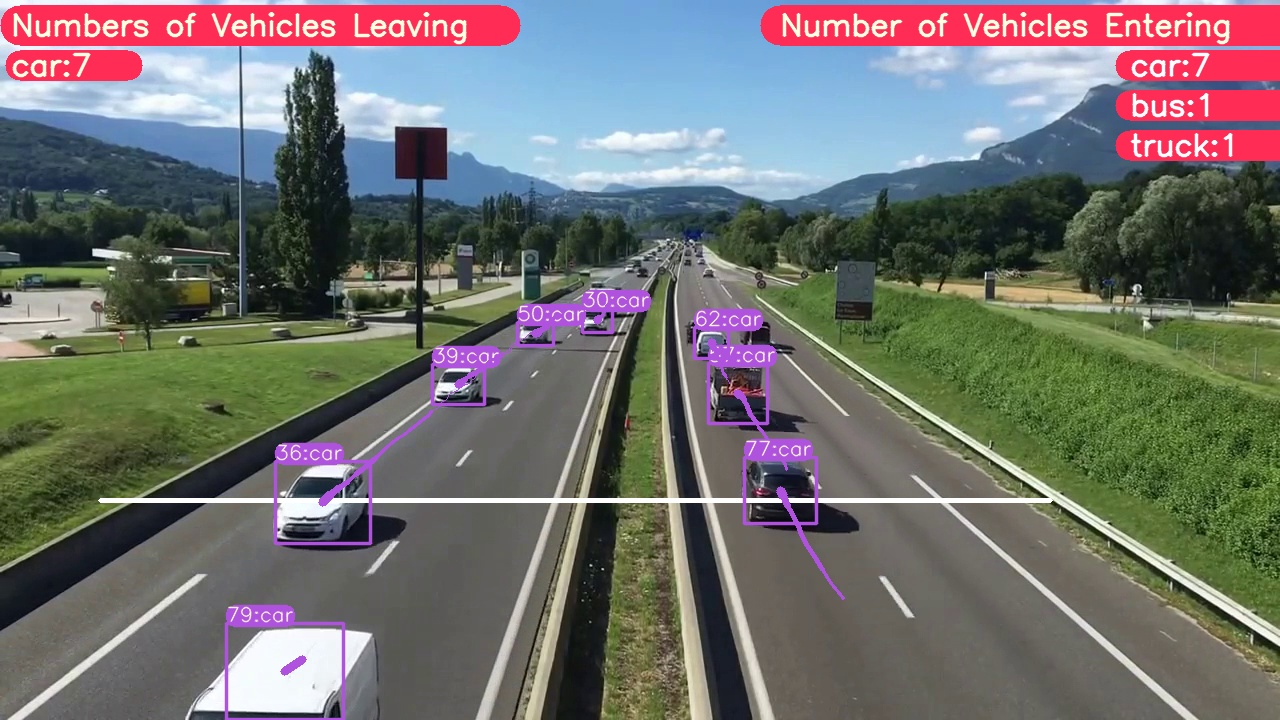 Numbers of Vehicles Leaving
car:7
Number of Vehicles Entering
car:7
bus:1
truck:1
30:car
50:car
62:car
39:car
:car
77:car
36:car
79:car